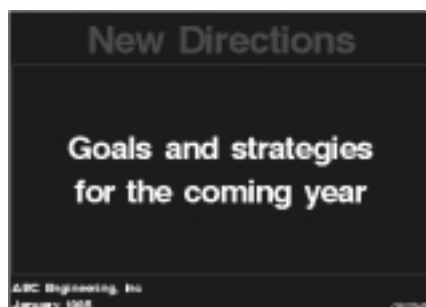 New Directions
Goals and strategies
for the coming year
ABC Engineering, Inc
January